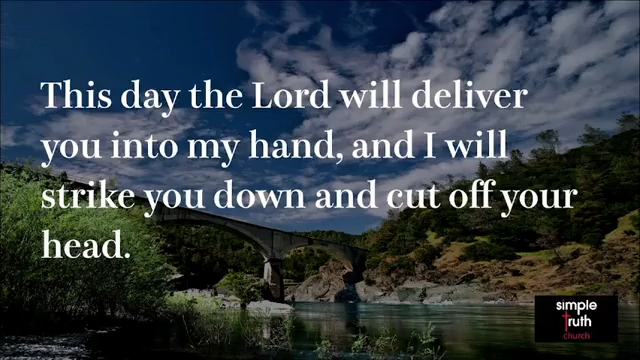 This day the Lord will deliver
you into my hand, and I will
strike you down and cut off your
head.
simple
truth
church